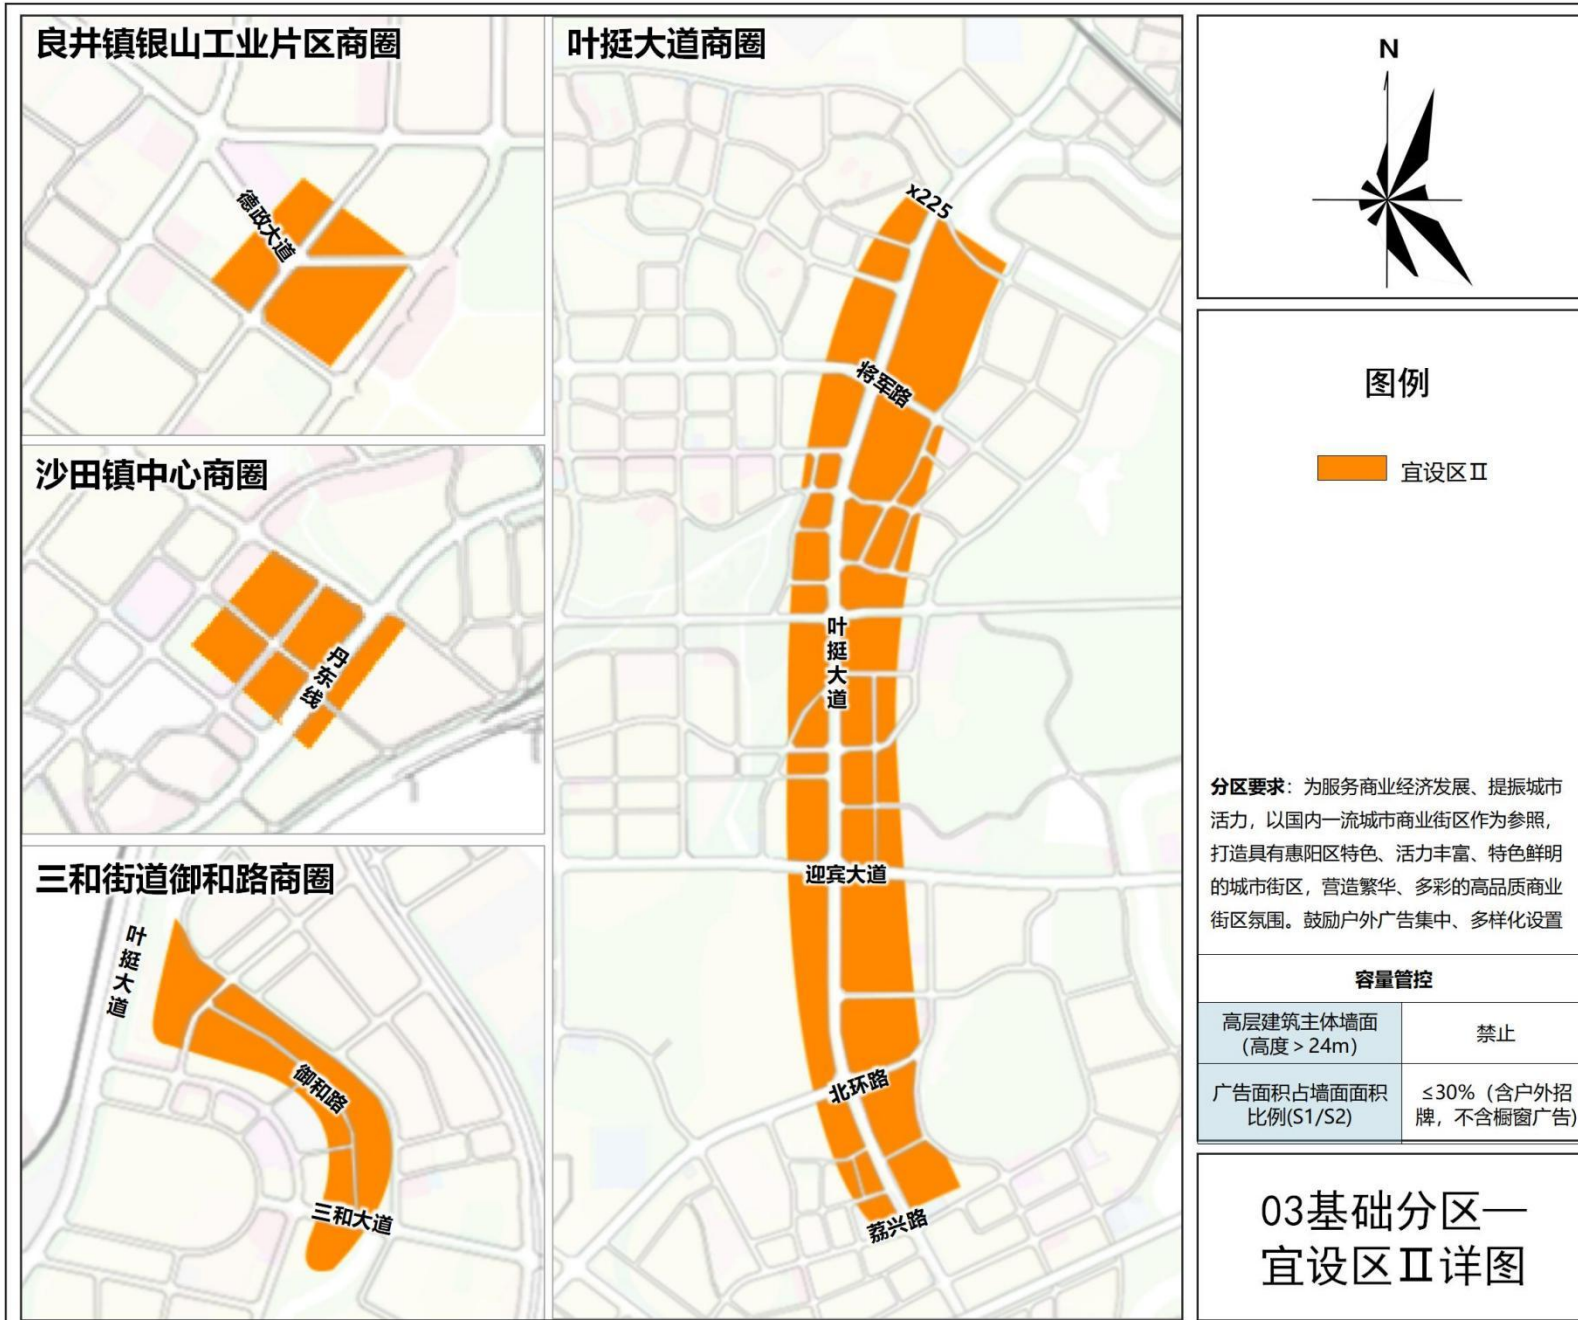 良井镇银山工业片区商圈
德政大道
沙田镇中心商圈
丹东线
三和街道御和路商圈
叶挺大道
御和路
三和大道
叶挺大道商圈
x225
将军路
叶挺大道
迎宾大道
北环路
荔兴路
N
图例
宜设区Ⅱ
分区要求：为服务商业经济发展、提振城市
活力，以国内一流城市商业街区作为参照，
打造具有惠阳区特色、活力丰富、特色鲜明
的城市街区，营造繁华、多彩的高品质商业
街区氛围。鼓励户外广告集中、多样化设置
容量管控
高层建筑主体墙面
（高度＞24m）
禁止
广告面积占墙面面积
比例(S1/S2)
≤30%（含户外招
牌，不含橱窗广告)
03基础分区—
宜设区Ⅱ详图